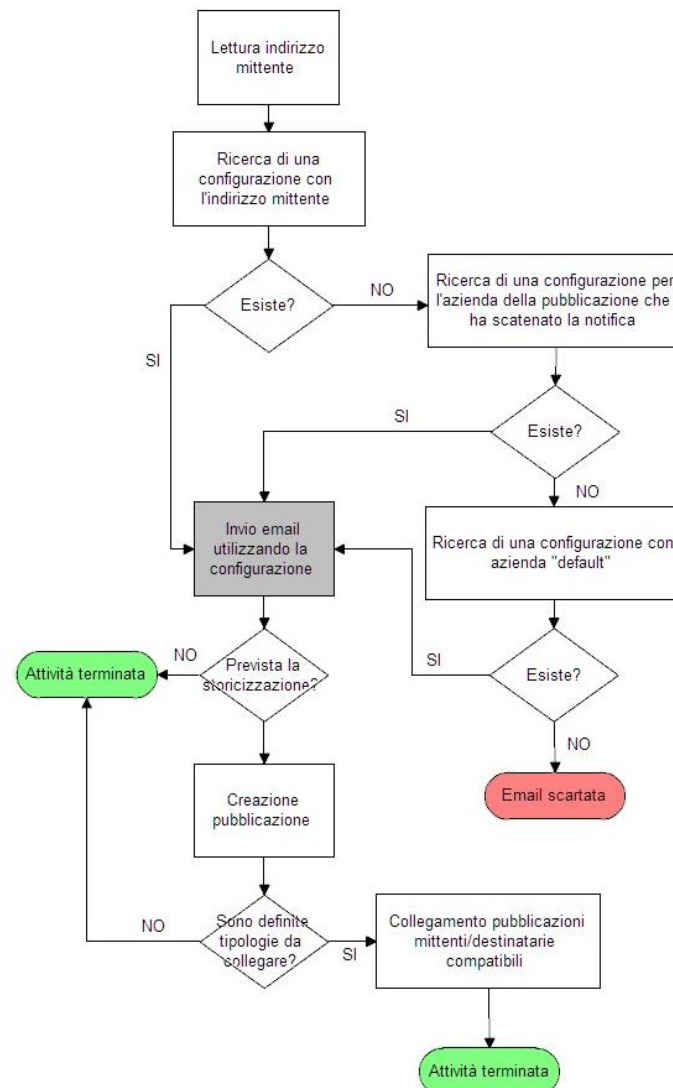 Lettura indirizzo
mittente
Ricerca di una
configurazione con
l'indirizzo mittente
Esiste?
NO
SI
Ricerca di una configurazione per
l'azienda della pubblicazione che
ha scatenato la notifica
Esiste?
SI
NO
Invio email
utilizzando la
configurazione
Ricerca di una configurazione con
azienda "default"
Esiste?
SI
NO
Email scartata
Prevista la
storicizzazione?
NO
Attività terminata
Creazione
pubblicazione
Sono definite
tipologie da
collegare?
NO
SI
Collegamento pubblicazioni
mittenti/destinatarie
compatibili
Attività terminata